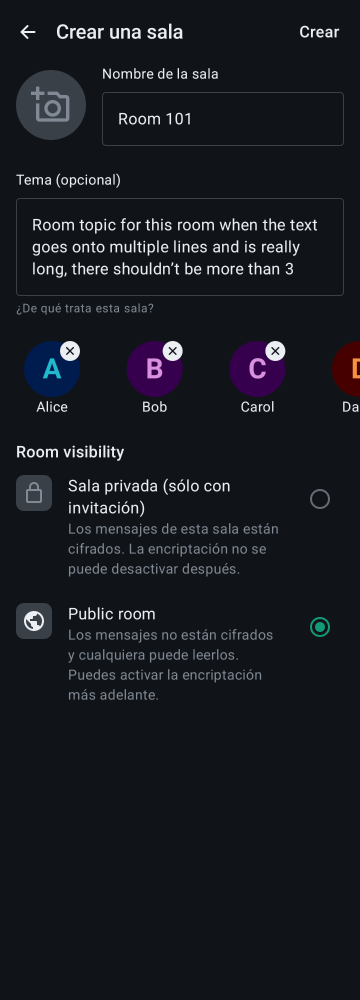 Crear una sala
Crear
Nombre de la sala
Room 101
Tema (opcional)
Room topic for this room when the text
goes onto multiple lines and is really
long, there shouldn’t be more than 3
¿De qué trata esta sala?
A
B
C
Alice
Bob
Carol
Room visibility
Sala privada (sólo con
invitación)
Los mensajes de esta sala están
cifrados. La encriptación no se
puede desactivar después.
Public room
Los mensajes no están cifrados
y cualquiera puede leerlos.
Puedes activar la encriptación
más adelante.